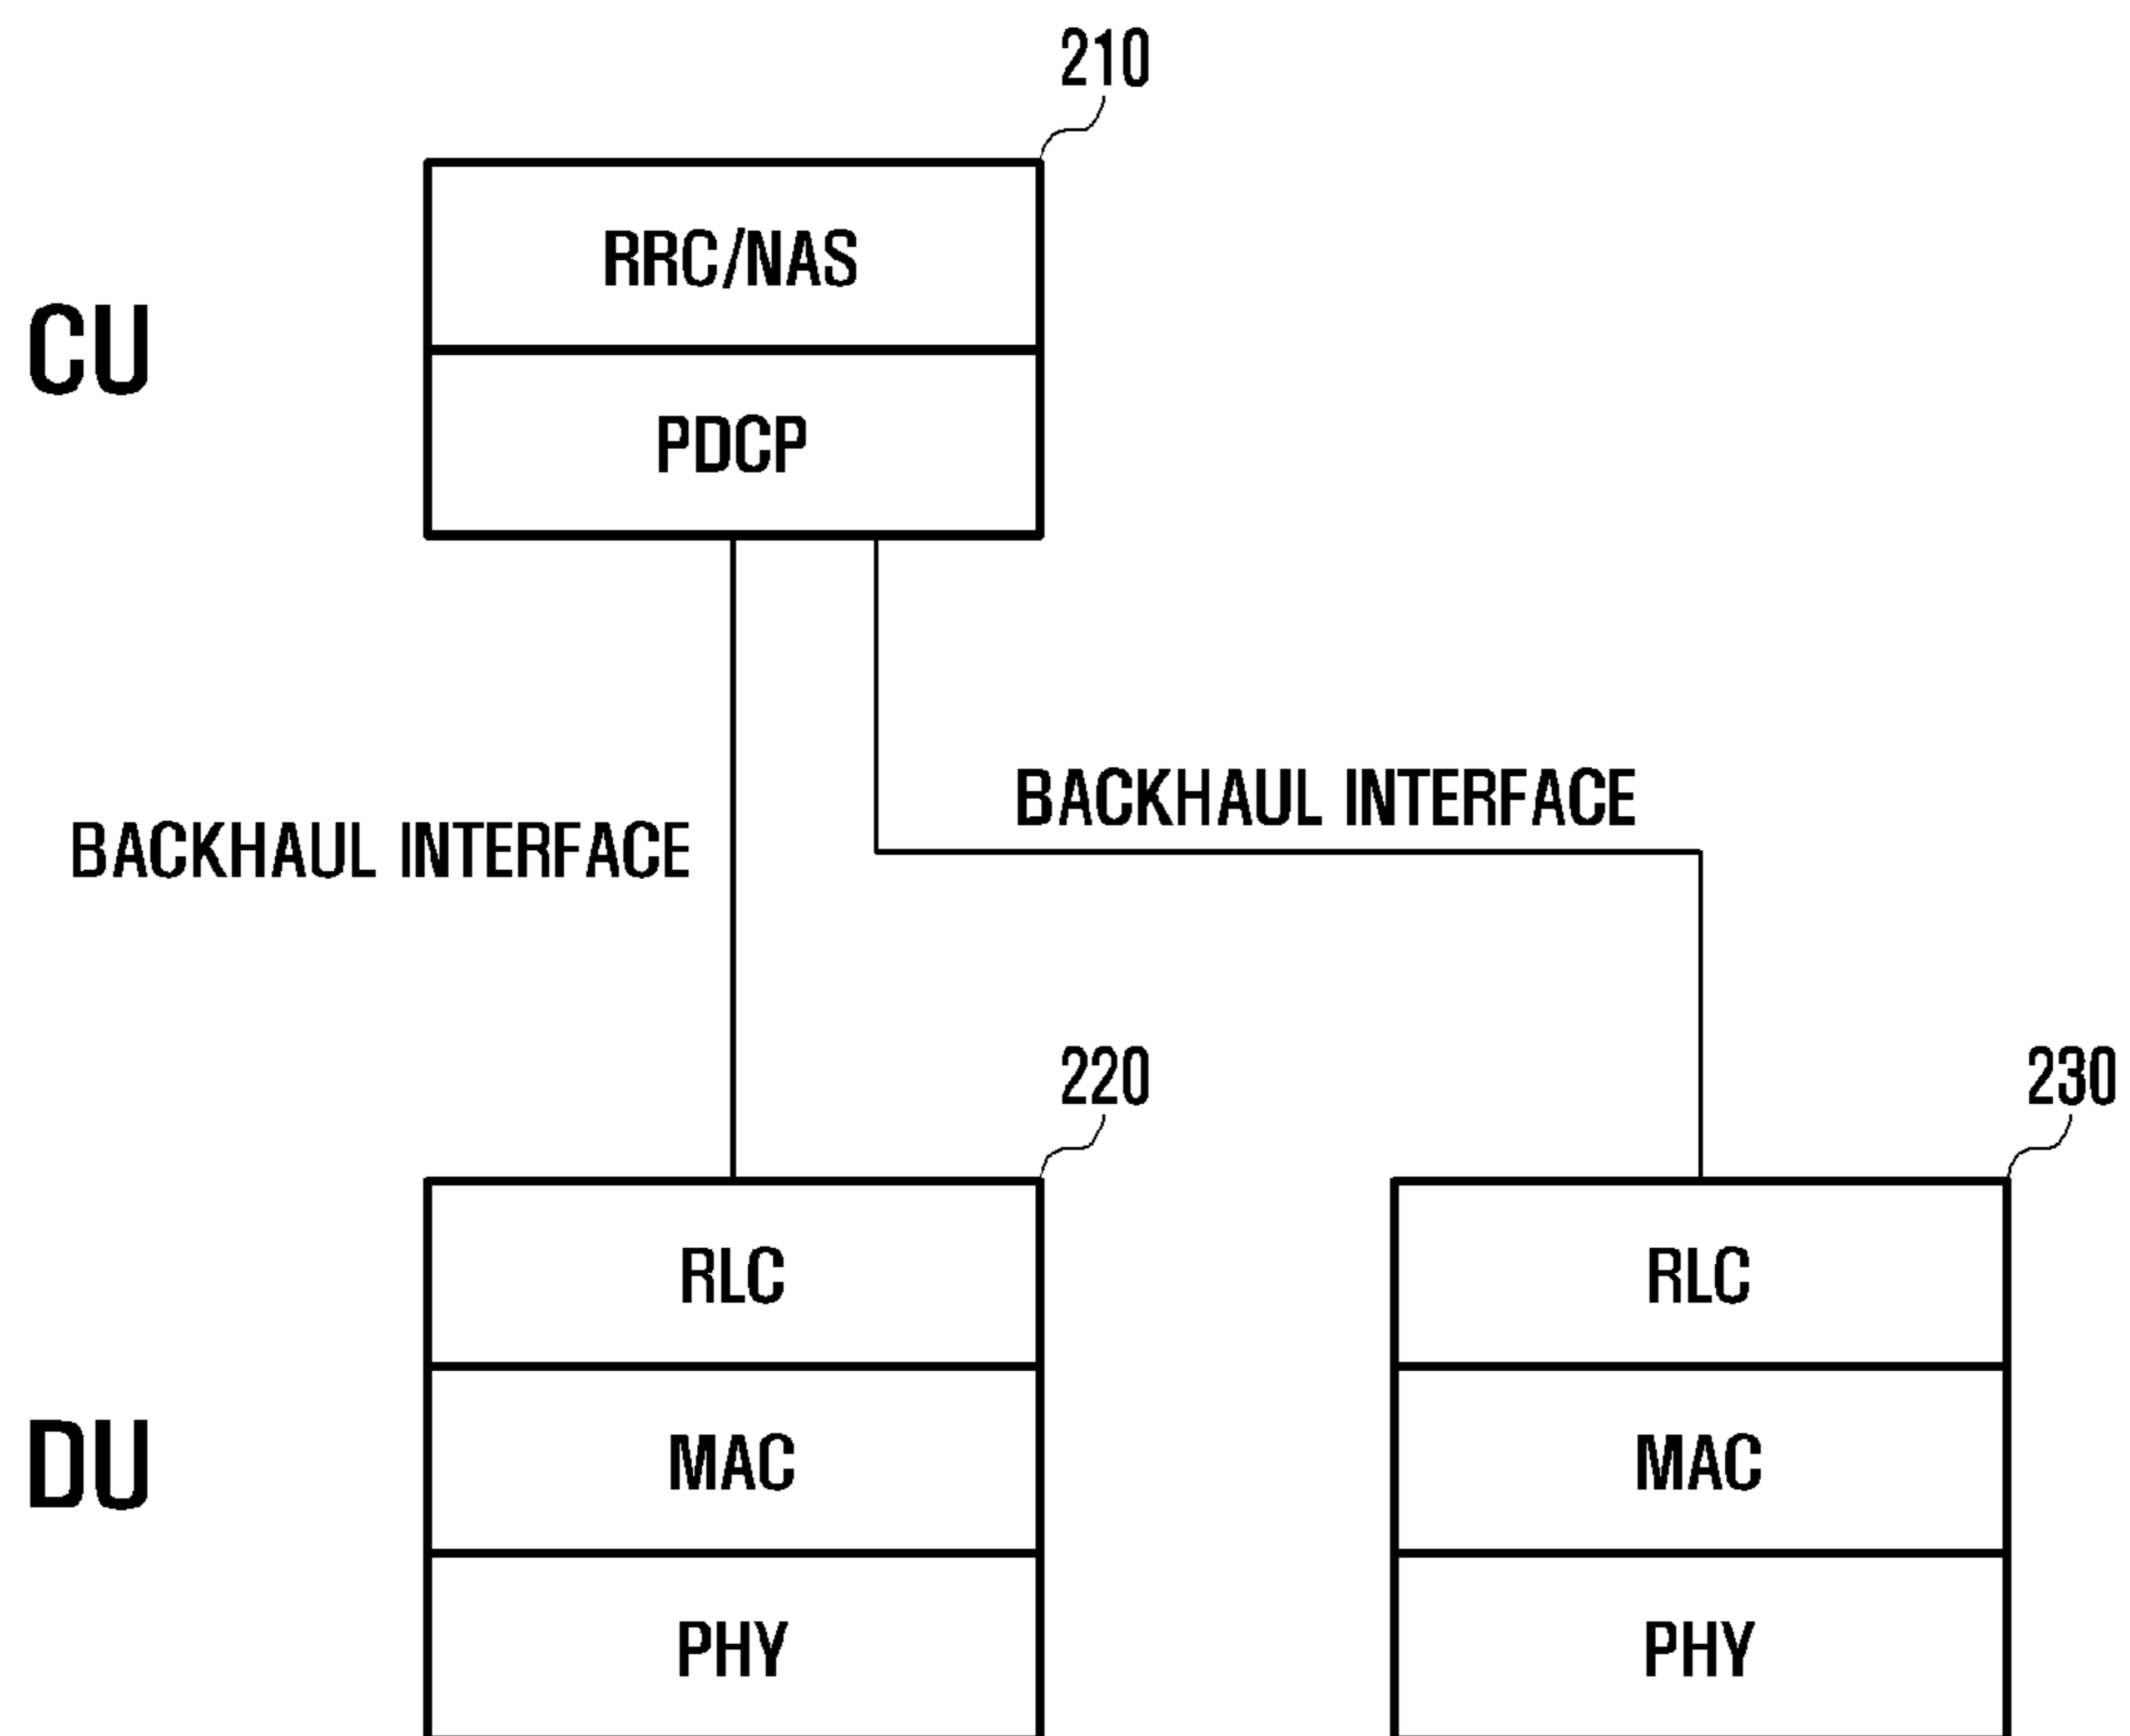 210
RRC/NAS
CU
PDCP
BACKHAUL INTERFACE
BACKHAUL INTERFACE
220
230
RLC
RLC
DU
MAC
MAC
PHY
PHY